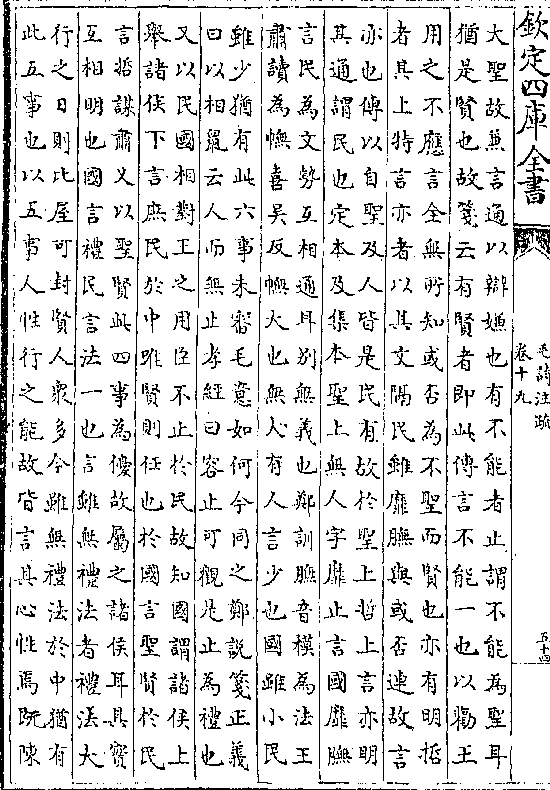 欽定四庫全書
毛詩注疏
卷十九
五十四
大聖故兼言通以辯嫌也有不能者止謂不能為聖耳
猶是賢也故箋云有賢者即此傳言不能一也以勸王
用之不應言全無所知或否為不聖而賢也亦有明哲
者其上特言亦者以其文隔民雖靡膴與或否連故言
亦也傳以自聖及人皆是民有故於聖上哲上言亦明
其通謂民也定本及集本聖上無人字靡止言國靡膴
言民為文勢互相通耳别無義也鄭訓膴音模為法王
肅讀為幠喜吳反幠大也無大有人言少也國雖小民
雖少猶有此六事未審毛意如何今同之鄭說箋正義
曰以相鼠云人而無止孝經曰容止可觀是止為禮也
又以民國相對王之用臣不止於民故知國謂諸侯上
舉諸侯下言庶民於中唯賢則任也於國言聖賢於民
言哲謀肅乂以聖賢此四事為優故屬之諸侯耳其實
互相明也國言禮民言法一也言雖無禮法者禮法大
行之日則比屋可封賢人衆多今雖無禮法於中猶有
此五事也以五事人性行之能故皆言其心性焉既陳